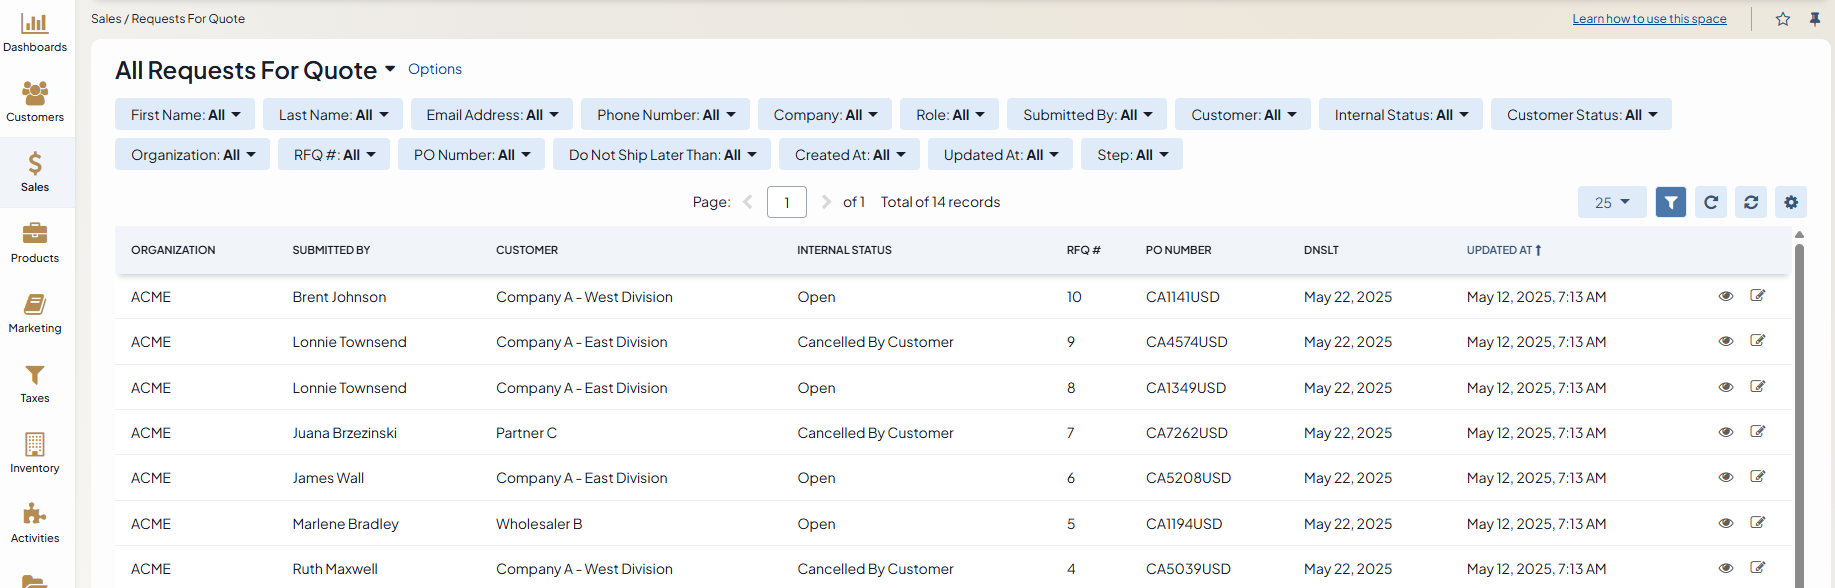 Sales / Requests For Quote
Learn how to use this space
Dashboards
Customers
Sales
Products
Marketing
Taxes
Inventory
Activities
All Requests For Quote Options
First Name: All Last Name: All Email Address: All Phone Number: All Company: All Role: All Submitted By: All Customer: All Internal Status: All Customer Status: All
Organization: All RFQ #: All PO Number: All Do Not Ship Later Than: All Created At: All Updated At: All Step: All
Page: 1 of 1 Total of 14 records 25
ORGANIZATION SUBMITTED BY CUSTOMER INTERNAL STATUS RFQ # PO NUMBER DNSLT UPDATED AT
ACME Brent Johnson Company A - West Division Open 10 CA1141USD May 22, 2025 May 12, 2025, 7:13 AM
ACME Lonnie Townsend Company A - East Division Cancelled By Customer 9 CA4574USD May 22, 2025 May 12, 2025, 7:13 AM
ACME Lonnie Townsend Company A - East Division Open 8 CA1349USD May 22, 2025 May 12, 2025, 7:13 AM
ACME Juana Brzezinski Partner C Cancelled By Customer 7 CA7262USD May 22, 2025 May 12, 2025, 7:13 AM
ACME James Wall Company A - East Division Open 6 CA5208USD May 22, 2025 May 12, 2025, 7:13 AM
ACME Marlene Bradley Wholesaler B Open 5 CA1194USD May 22, 2025 May 12, 2025, 7:13 AM
ACME Ruth Maxwell Company A - West Division Cancelled By Customer 4 CA5039USD May 22, 2025 May 12, 2025, 7:13 AM